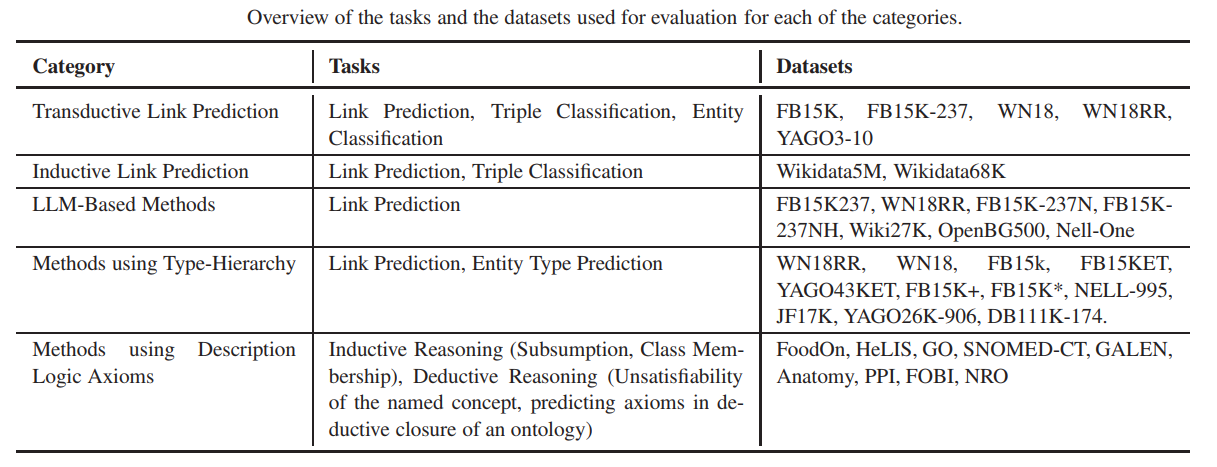 Overview of the tasks and the datasets used for evaluation for each of the categories.
Category Tasks Datasets
Transductive Link Prediction Link Prediction, Triple Classification, Entity FB15K, FB15K-237, WN18, WN18RR,
Classification YAGO3-10
Inductive Link Prediction Link Prediction, Triple Classification Wikidata5M, Wikidata68K
LLM-Based Methods Link Prediction FB15K237, WN18RR, FB15K-237N, FB15K-
237NH, Wiki27K, OpenBG500, Nell-One
Methods using Type-Hierarchy Link Prediction, Entity Type Prediction WN18RR, WN18, FB15k, FB15KET,
YAGO43KET, FB15K+, FB15K*, NELL-995,
JF17K, YAGO26K-906, DB111K-174.
Methods using Description Inductive Reasoning (Subsumption, Class Mem- FoodOn, HeLIS, GO, SNOMED-CT, GALEN,
Logic Axioms bership), Deductive Reasoning (Unsatisfiability Anatomy, PPI, FOBI, NRO
of the named concept, predicting axioms in de-
ductive closure of an ontology)